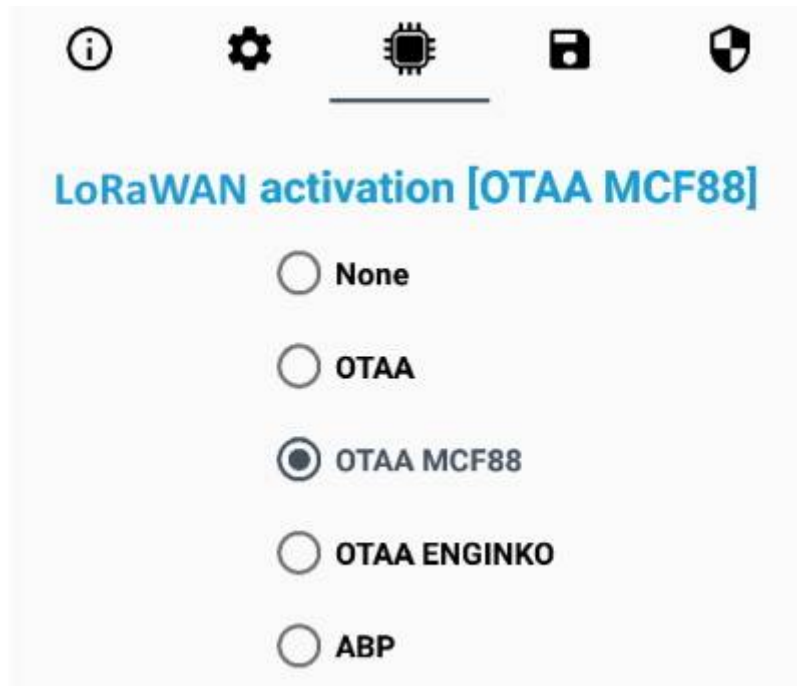 LoRaWAN activation [OTAA MCF88]
None
OTAA
OTAA MCF88
OTAA ENGINKO
ABP